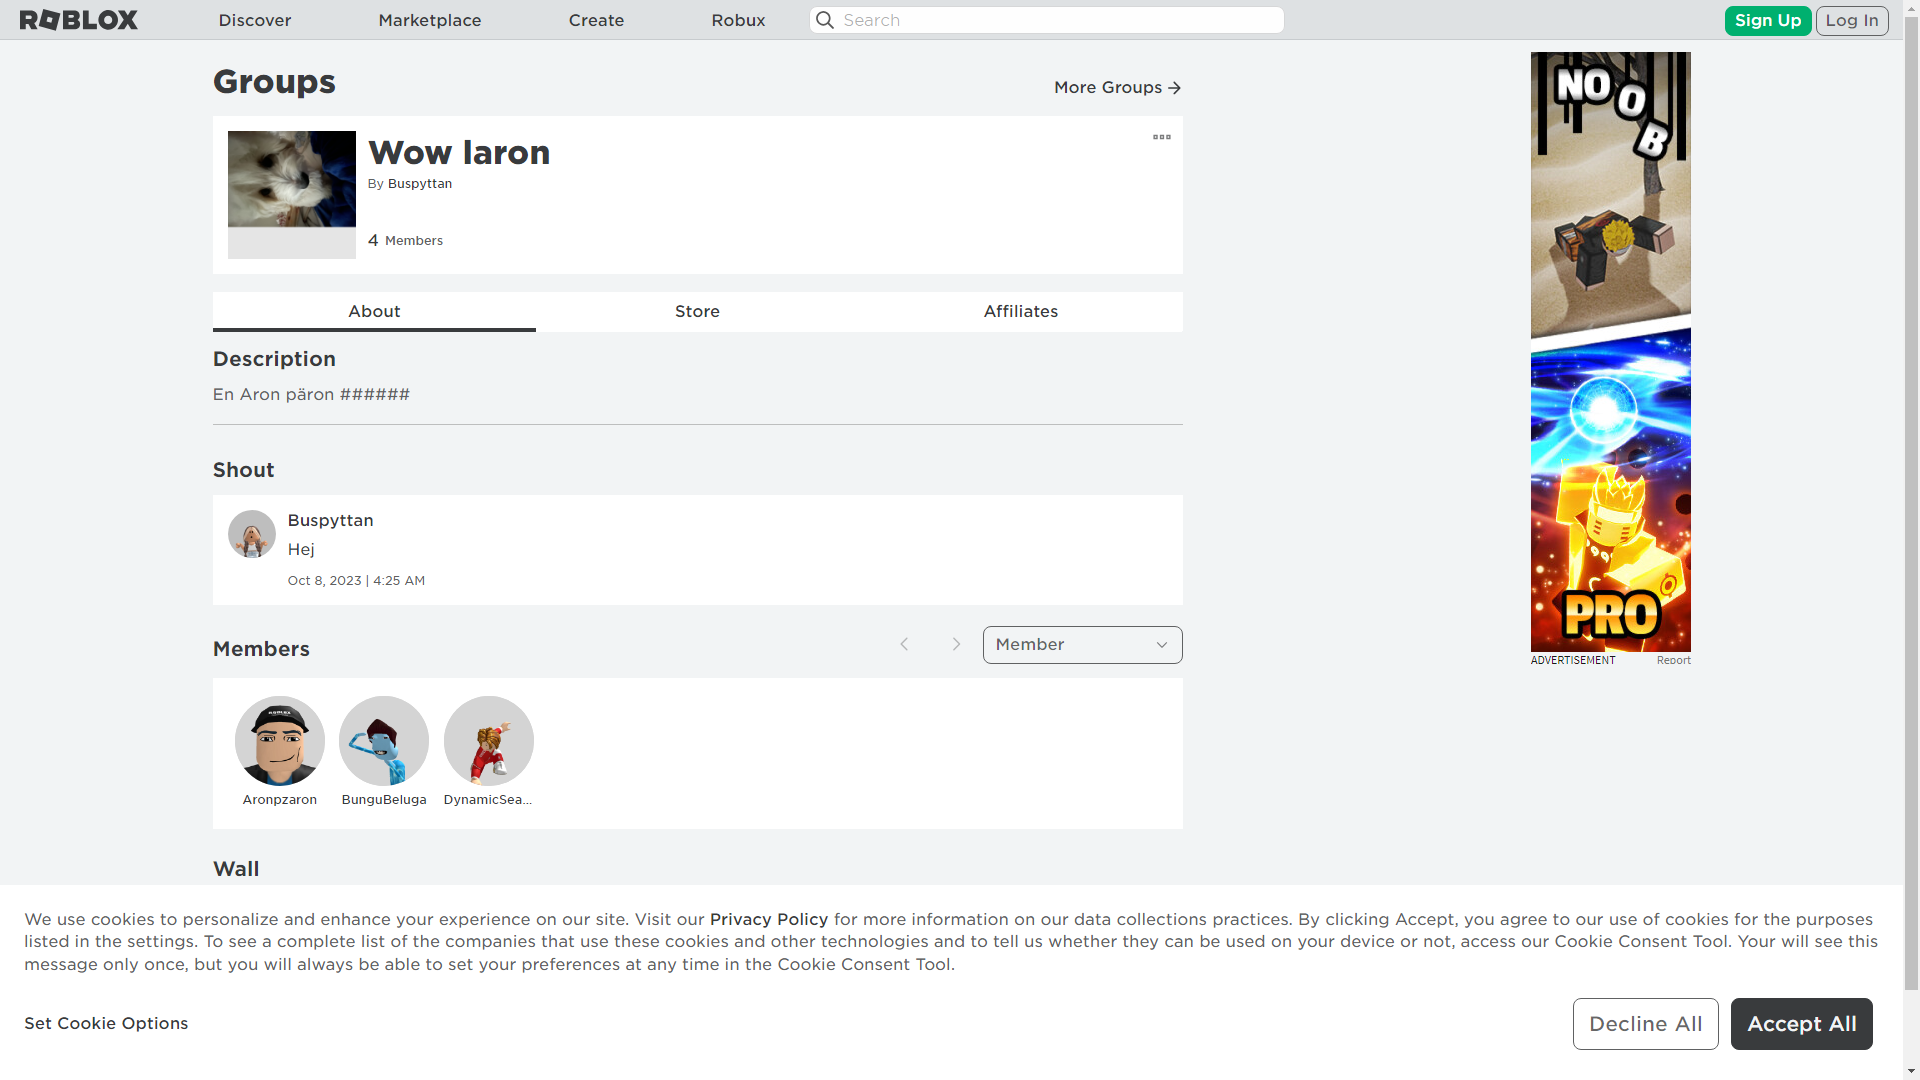 ROBLOX
Discover
Marketplace
Create
Robux
Search
Sign Up
Log In
Groups
More Groups
Wow laron
By Buspyttan
4 Members
About
Store
Affiliates
Description
En Aron päron ######
Shout
Buspyttan
Hej
Oct 8, 2023 | 4:25 AM
Members
Member
ROBLOX
Aronpzaron
BunguBeluga
DynamicSea...
Wall
NOOB
PRO
ADVERTISEMENT
Report
We use cookies to personalize and enhance your experience on our site. Visit our Privacy Policy for more information on our data collections practices. By clicking Accept, you agree to our use of cookies for the purposes
listed in the settings. To see a complete list of the companies that use these cookies and other technologies and to tell us whether they can be used on your device or not, access our Cookie Consent Tool. Your will see this
message only once, but you will always be able to set your preferences at any time in the Cookie Consent Tool.
Set Cookie Options
Decline All
Accept All